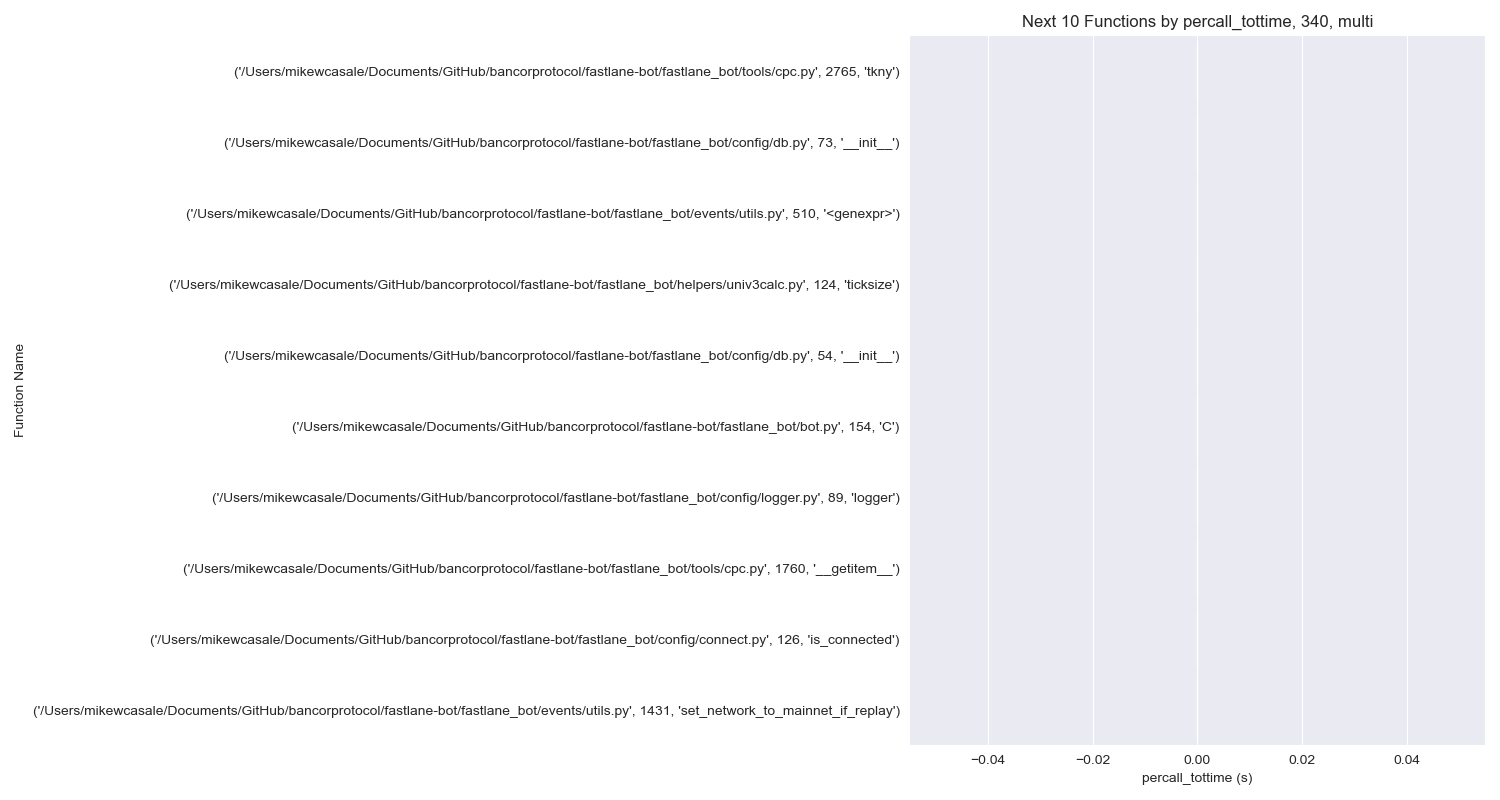 Next 10 Functions by percall_tottime, 340, multi
('/Users/mikewcasale/Documents/GitHub/bancorprotocol/fastlane-bot/fastlane_bot/tools/cpc.py', 2765, 'tkny')
('/Users/mikewcasale/Documents/GitHub/bancorprotocol/fastlane-bot/fastlane_bot/config/db.py', 73, '__init__')
('/Users/mikewcasale/Documents/GitHub/bancorprotocol/fastlane-bot/fastlane_bot/events/utils.py', 510, '<genexpr>')
('/Users/mikewcasale/Documents/GitHub/bancorprotocol/fastlane-bot/fastlane_bot/helpers/univ3calc.py', 124, 'ticksize')
('/Users/mikewcasale/Documents/GitHub/bancorprotocol/fastlane-bot/fastlane_bot/config/db.py', 54, '__init__')
('/Users/mikewcasale/Documents/GitHub/bancorprotocol/fastlane-bot/fastlane_bot/bot.py', 154, 'C')
('/Users/mikewcasale/Documents/GitHub/bancorprotocol/fastlane-bot/fastlane_bot/config/logger.py', 89, 'logger')
('/Users/mikewcasale/Documents/GitHub/bancorprotocol/fastlane-bot/fastlane_bot/tools/cpc.py', 1760, '__getitem__')
('/Users/mikewcasale/Documents/GitHub/bancorprotocol/fastlane-bot/fastlane_bot/config/connect.py', 126, 'is_connected')
('/Users/mikewcasale/Documents/GitHub/bancorprotocol/fastlane-bot/fastlane_bot/events/utils.py', 1431, 'set_network_to_mainnet_if_replay')
Function Name
−0.04 −0.02 0.00 0.02 0.04
percall_tottime (s)